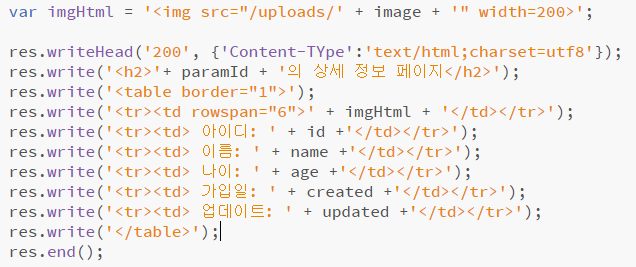 var imgHtml = '<img src="/uploads/' + image + '" width=200>';
res.writeHead('200', {'Content-TYpe':'text/html;charset=utf8'});
res.write('<h2>'+ paramId + '의 상세 정보 페이지</h2>');
res.write('<table border="1">');
res.write('<tr><td rowspan="6">' + imgHtml + '</td></tr>');
res.write('<tr><td> 아이디: ' + id +'</td></tr>');
res.write('<tr><td> 이름: ' + name +'</td></tr>');
res.write('<tr><td> 나이: ' + age +'</td></tr>');
res.write('<tr><td> 가입일: ' + created +'</td></tr>');
res.write('<tr><td> 업데이트: ' + updated +'</td></tr>');
res.write('</table>');
res.end();